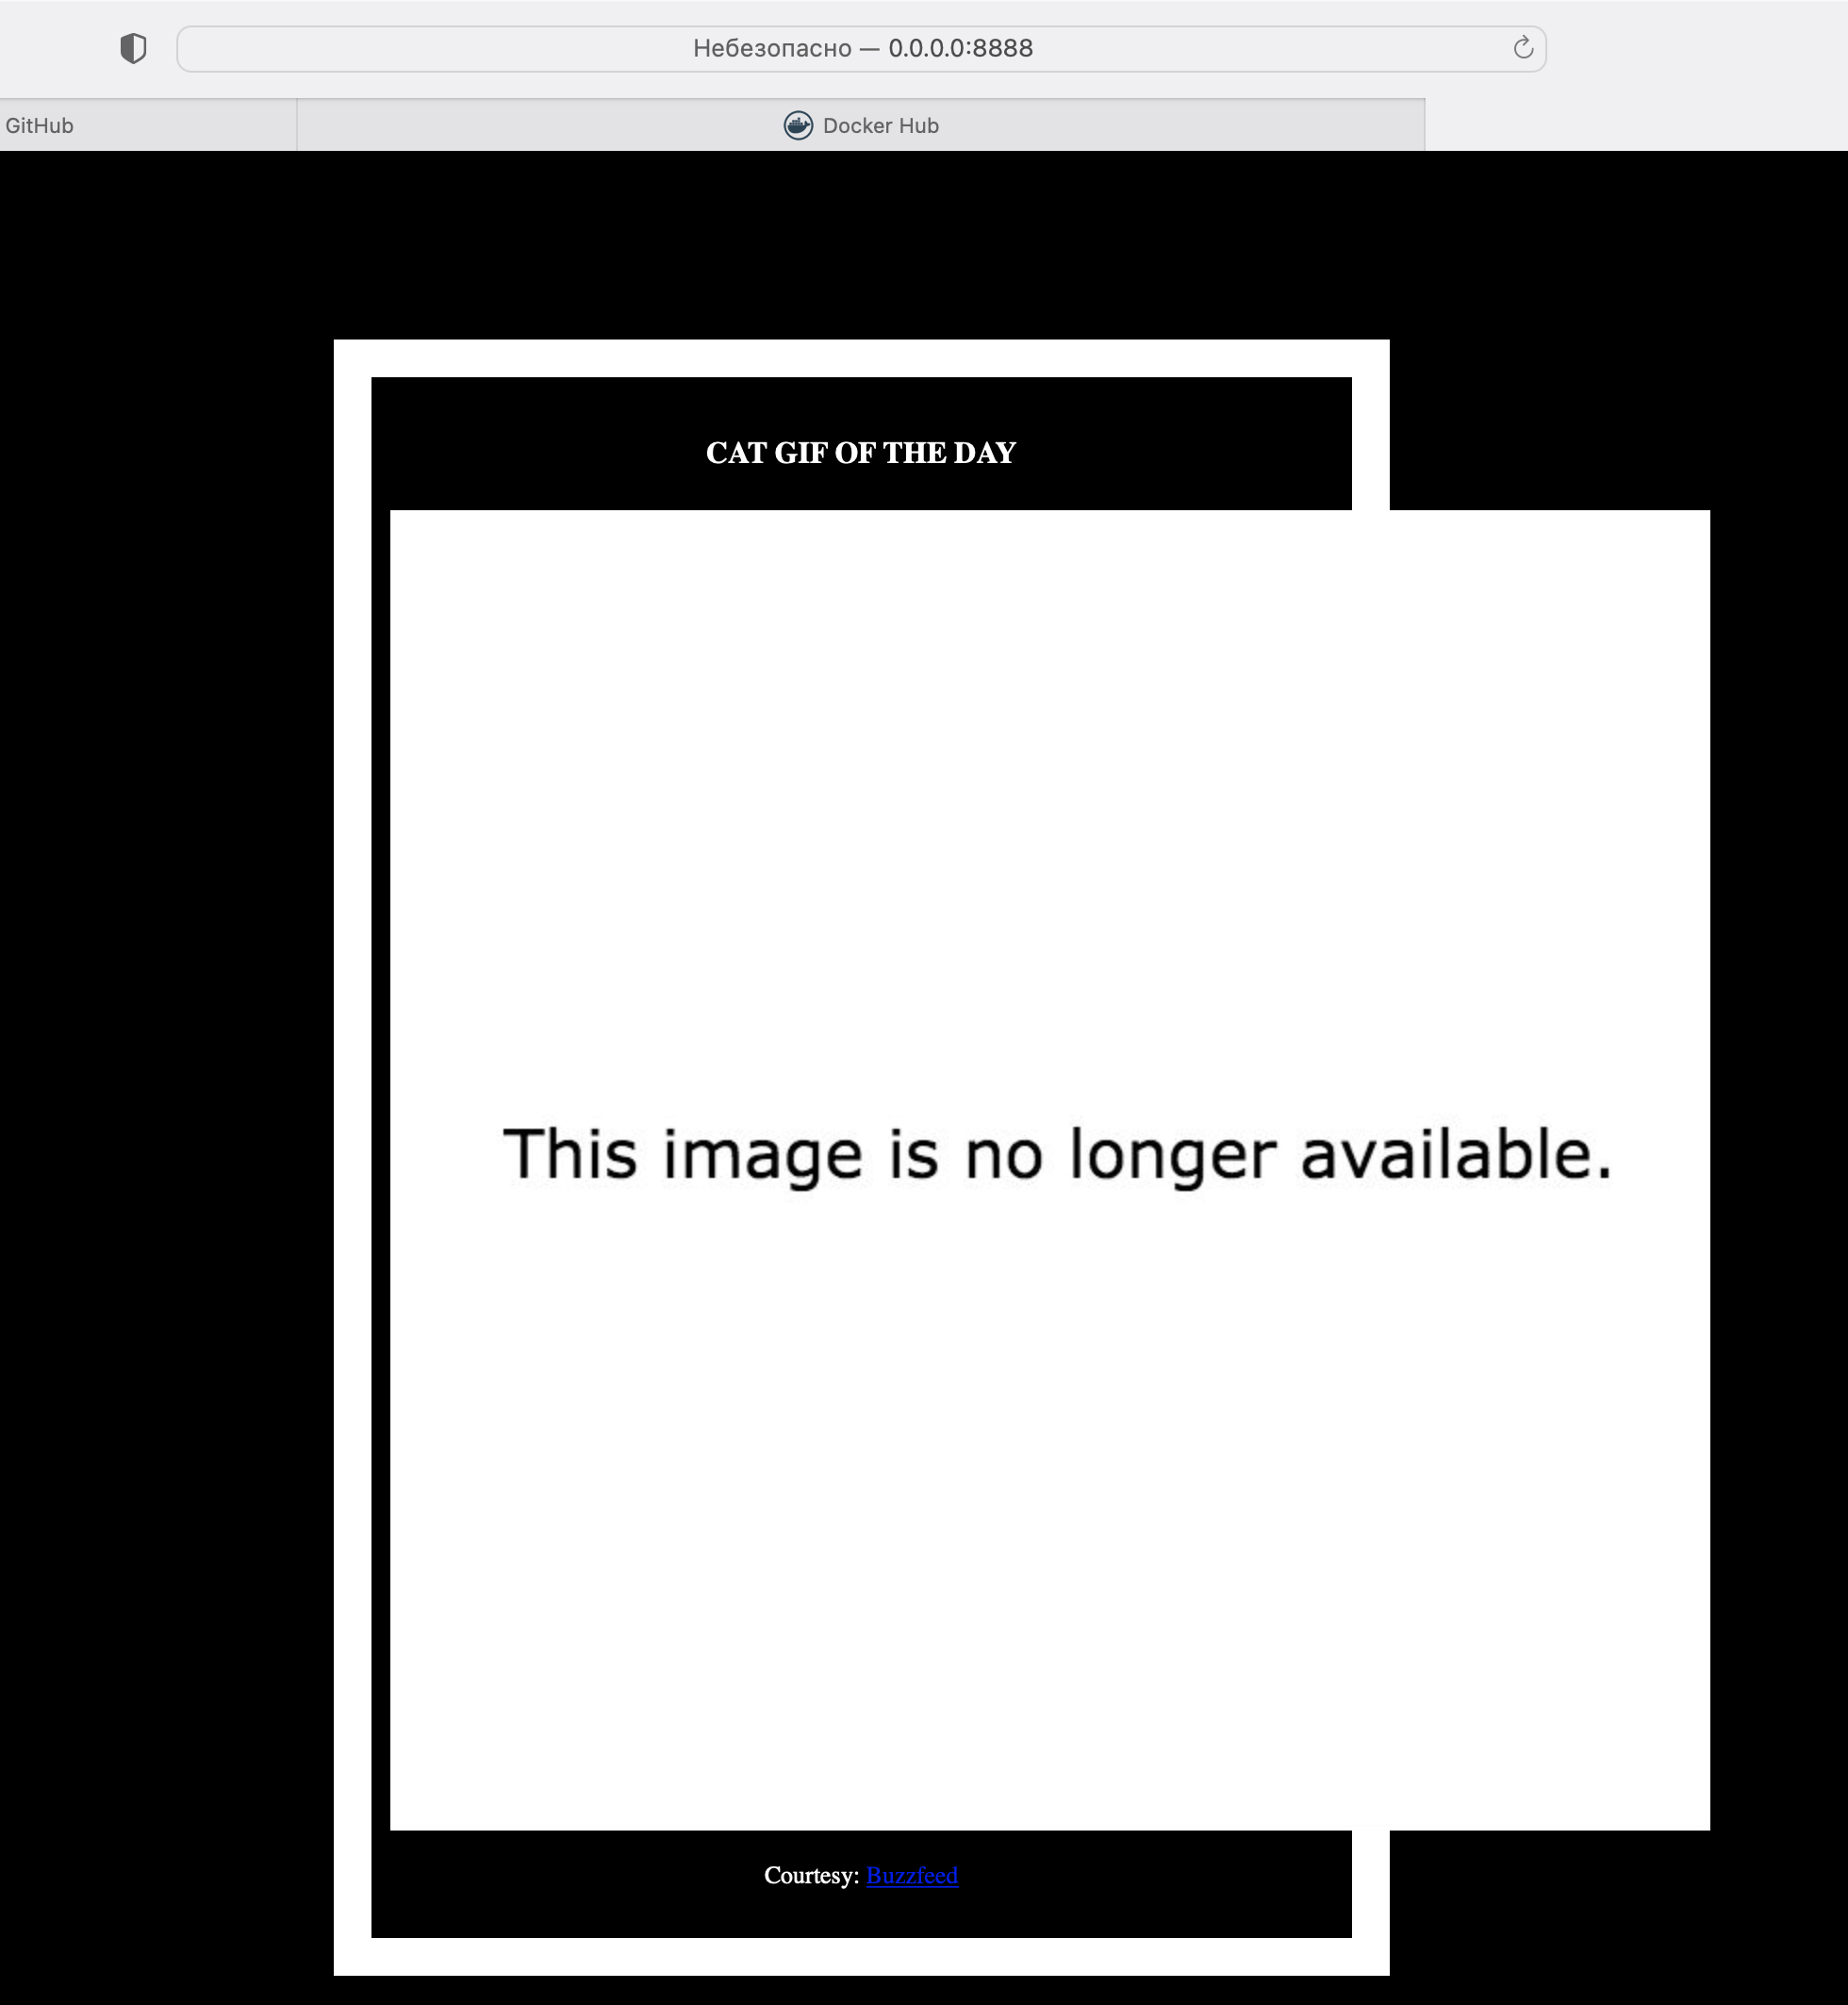 Небезопасно — 0.0.0.0:8888
GitHub
Docker Hub
CAT GIF OF THE DAY
This image is no longer available.
Courtesy: Buzzfeed